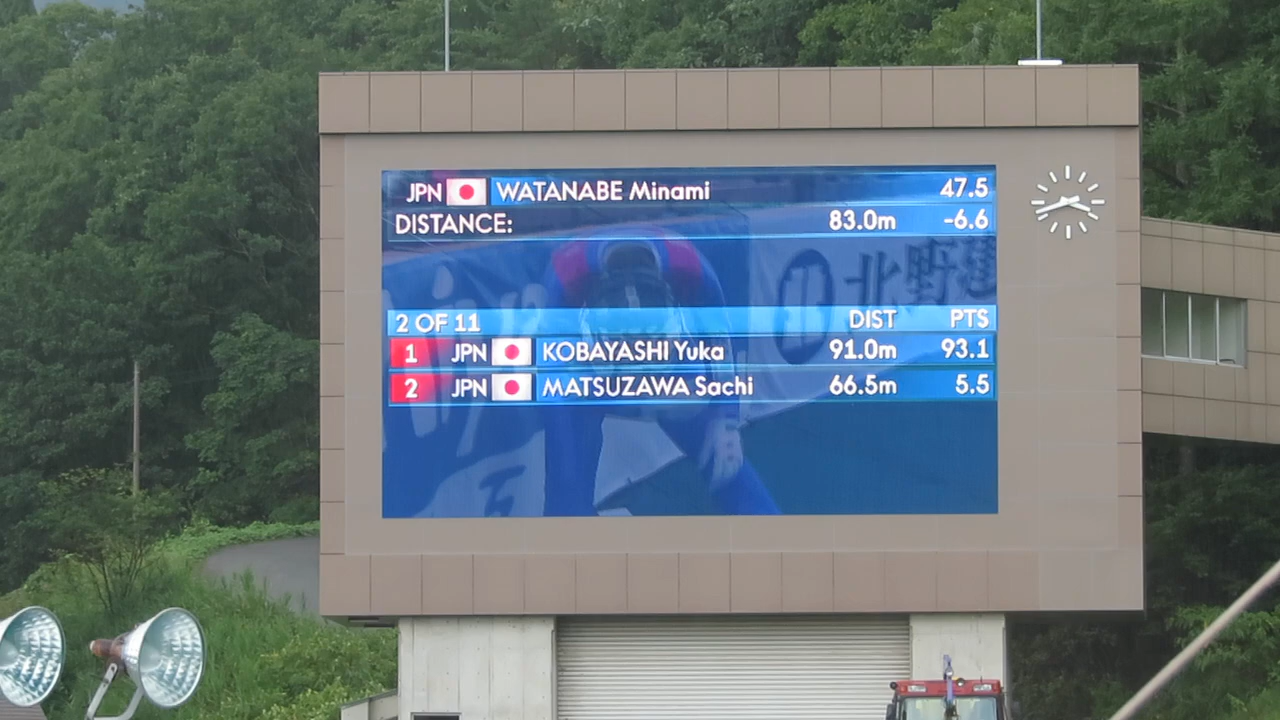 JPN WATANABE Minami 47.5
DISTANCE: 83.0m -6.6
北野建
2 OF 11 DIST PTS
1 JPN KOBAYASHI Yuka 91.0m 93.1
2 JPN MATSUZAWA Sachi 66.5m 5.5